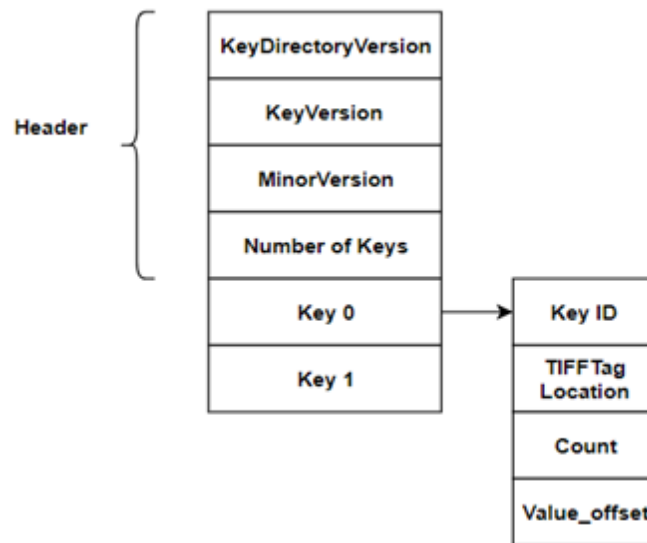 KeyDirectoryVersion
KeyVersion
Header
MinorVersion
Number of Keys
Key 0
Key ID
Key 1
TIFFTag
Location
Count
Value_offset